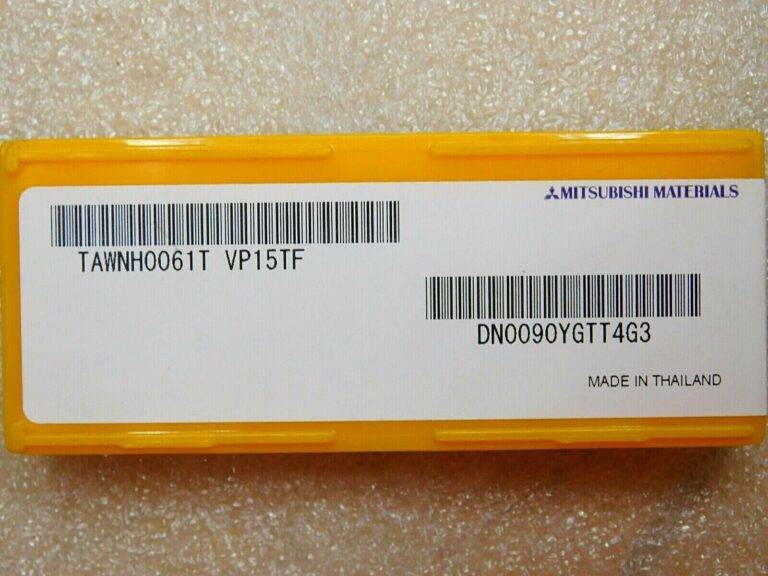 MITSUBISHI MATERIALS
TAWNH0061T VP15TF
DN0090YGTT4G3
MADE IN THAILAND